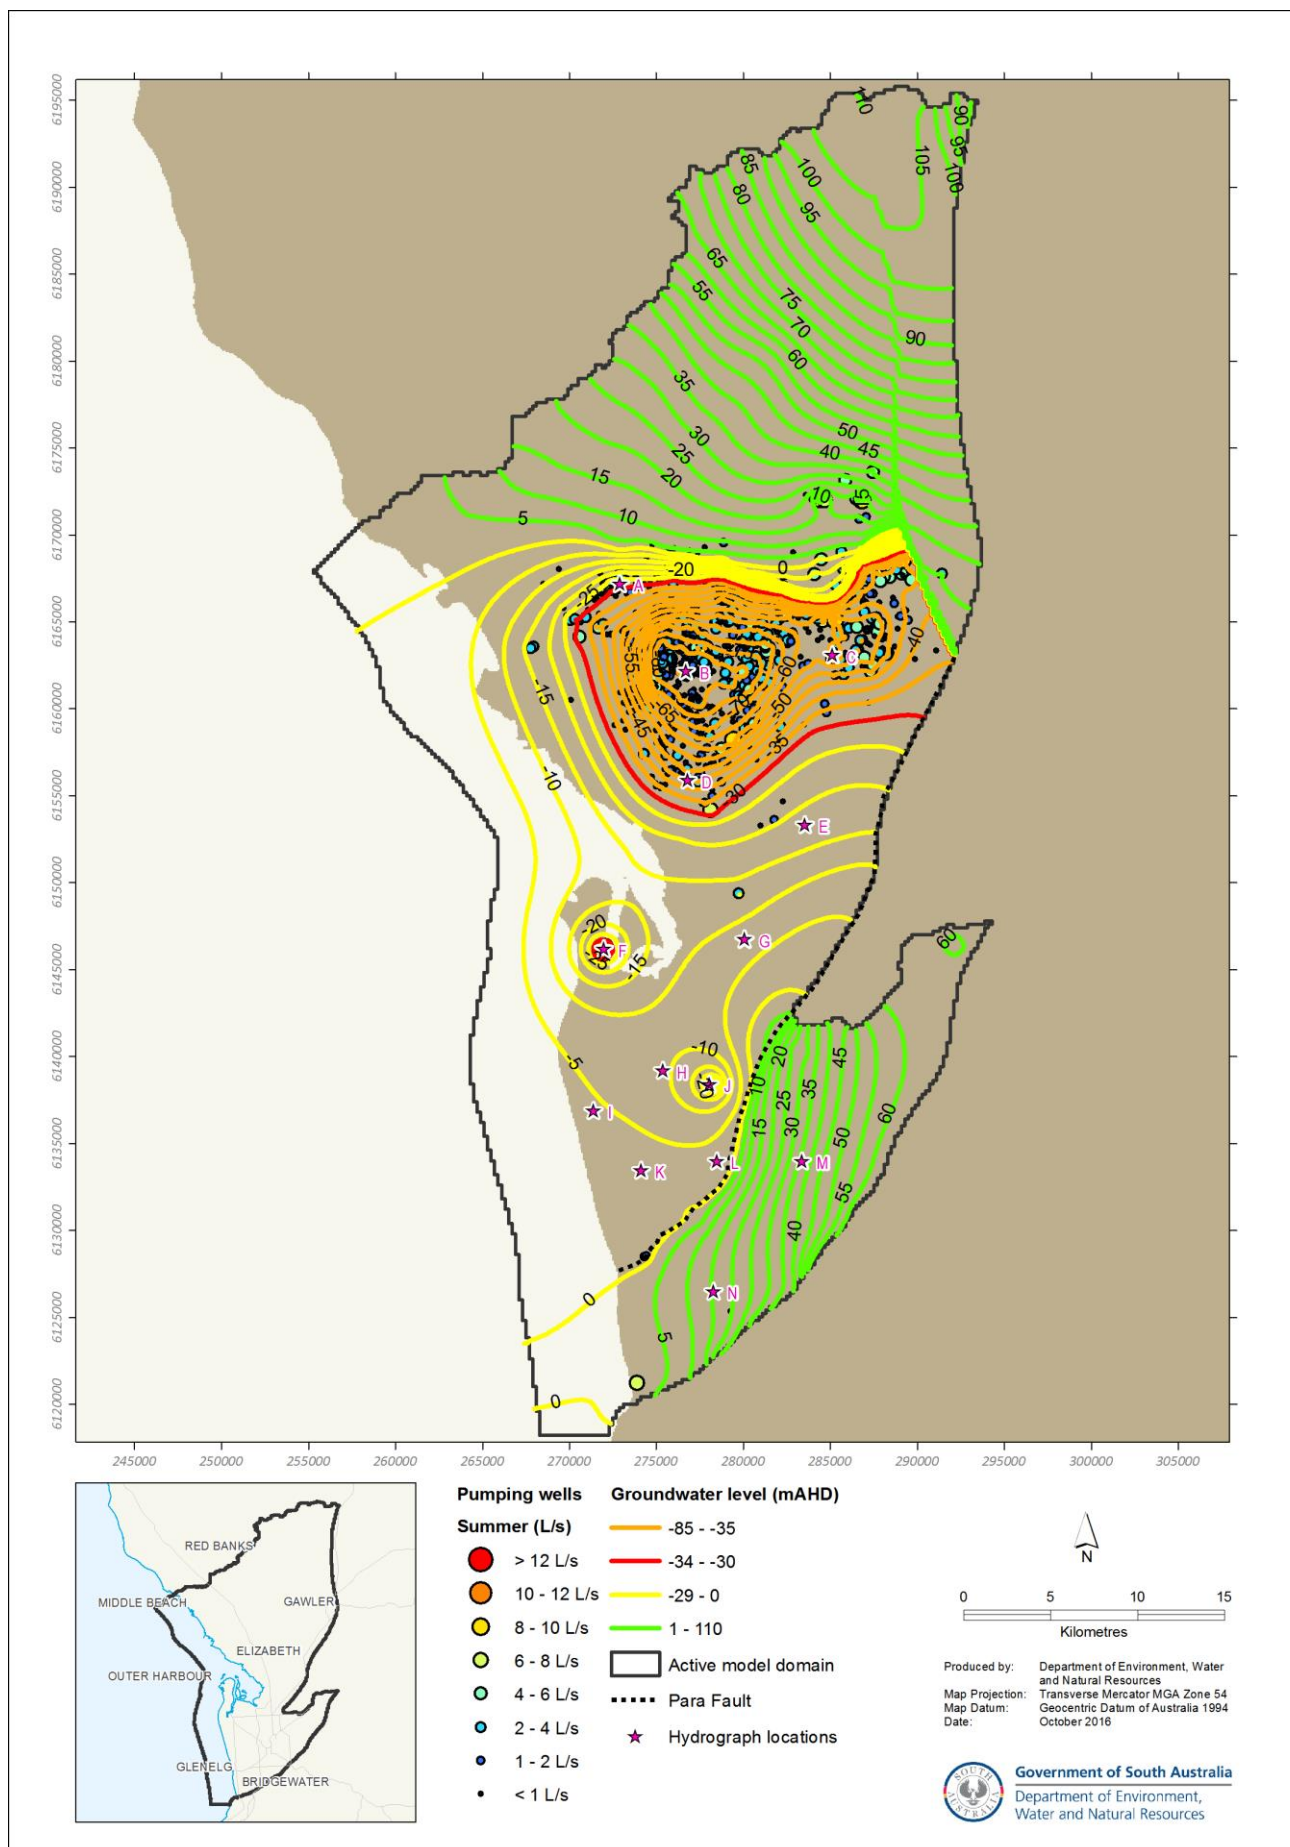 6195000
6190000
6185000
6180000
6175000
6170000
6165000
6160000
6155000
6150000
6145000
6140000
6135000
6130000
6125000
6120000
110
90
95
100
105
85
80
100
95
65
55
75
70
60
90
35
30
25
20
50
40
45
15
10
5
10
15
0
-20
-25
A
-40
-55
B
C
-60
-15
-65
-70
-50
-45
-35
-10
D
-30
E
-20
F
-25
-15
G
60
-10
-5
H
-20
J
I
20
45
10
35
25
15
30
60
50
L
M
K
55
40
0
N
5
0
245000 250000 255000 260000 265000 270000 275000 280000 285000 290000 295000 300000 305000
RED BANKS
MIDDLE BEACH
GAWLER
ELIZABETH
OUTER HARBOUR
GLENELG
BRIDGEWATER
Pumping wells
Summer (L/s)
> 12 L/s
10 - 12 L/s
8 - 10 L/s
6 - 8 L/s
4 - 6 L/s
2 - 4 L/s
1 - 2 L/s
< 1 L/s
Groundwater level (mAHD)
-85 - -35
-34 - -30
-29 - 0
1 - 110
Active model domain
Para Fault
Hydrograph locations
N
0 5 10 15
Kilometres
Produced by: Department of Environment, Water
and Natural Resources
Map Projection: Transverse Mercator MGA Zone 54
Map Datum: Geocentric Datum of Australia 1994
Date: October 2016
SOUTH AUSTRALIA
Government of South Australia
Department of Environment,
Water and Natural Resources